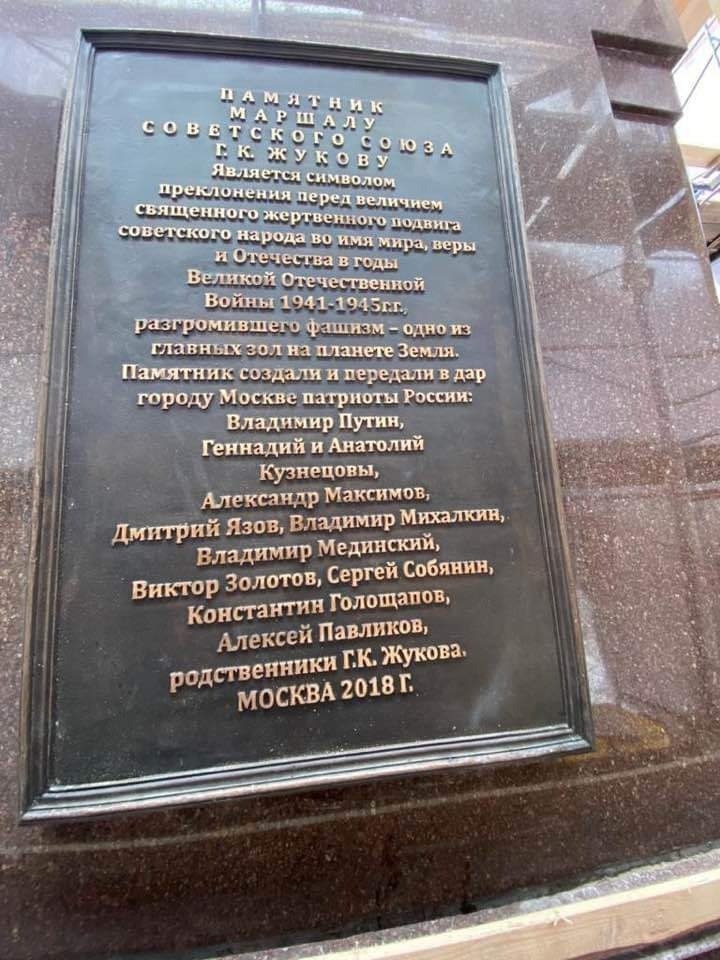 ПАМЯТНИК
МАРШАЛУ
СОВЕТСКОГО СОЮЗА
Г. К. ЖУКОВУ
Является символом
преклонения перед величием
священного жертвенного подвига
советского народа во имя мира, веры
и Отечества в годы
Великой Отечественной
Войны 1941-1945г.г.,
разгромившего фашизм – одно из
главных зол на планете Земля.
Памятник создали и передали в дар
городу Москве патриоты России:
Владимир Путин,
Геннадий и Анатолий
Кузнецовы,
Александр Максимов,
Дмитрий Язов, Владимир Михалкин,
Владимир Мединский,
Виктор Золотов, Сергей Собянин,
Константин Голощапов,
Алексей Павликов,
родственники Г.К. Жукова.
МОСКВА 2018 Г.